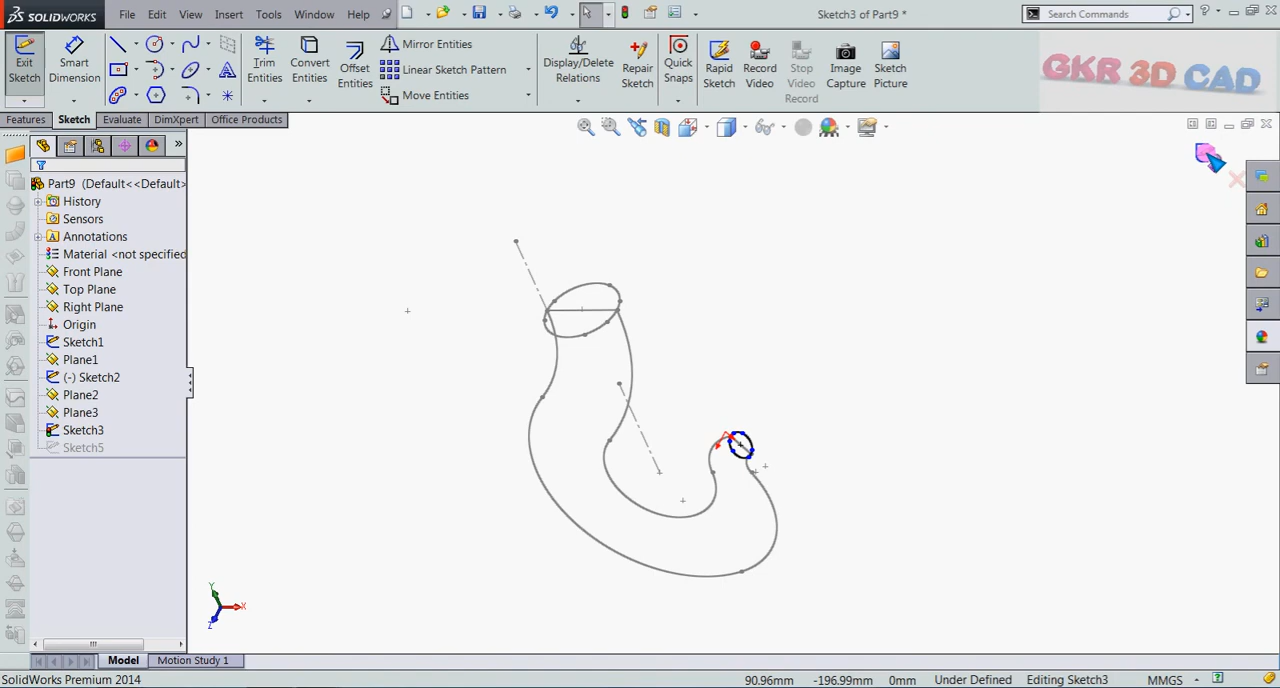 SOLIDWORKS
File Edit View Insert Tools Window Help
Sketch3 of Part9 *
Search Commands
Exit Sketch
Smart Dimension
Trim Entities
Convert Entities
Offset Entities
Mirror Entities
Linear Sketch Pattern
Move Entities
Display/Delete Relations
Repair Sketch
Quick Snaps
Rapid Sketch
Record Video
Stop Video Record
Image Capture
Sketch Picture
GKR 3D CAD
Features Sketch Evaluate DimXpert Office Products
Part9 (Default<<Default>
History
Sensors
Annotations
Material <not specified
Front Plane
Top Plane
Right Plane
Origin
Sketch1
Plane1
(-) Sketch2
Plane2
Plane3
Sketch3
Sketch5
Y
X
Z
Model Motion Study 1
SolidWorks Premium 2014
90.96mm -196.99mm 0mm Under Defined Editing Sketch3 MMGS